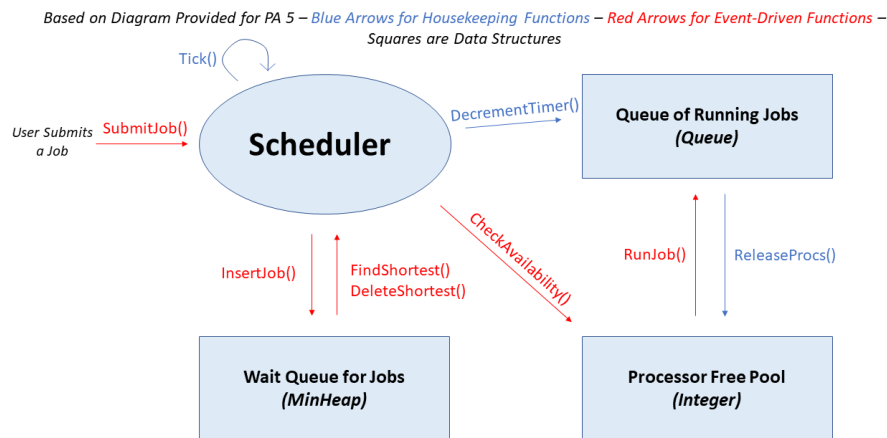 Based on Diagram Provided for PA 5 – Blue Arrows for Housekeeping Functions – Red Arrows for Event-Driven Functions –
Squares are Data Structures
Tick()
User Submits
a Job
SubmitJob()
Scheduler
DecrementTimer()
Queue of Running Jobs
(Queue)
InsertJob()
FindShortest()
DeleteShortest()
CheckAvailability()
RunJob()
ReleaseProcs()
Wait Queue for Jobs
(MinHeap)
Processor Free Pool
(Integer)